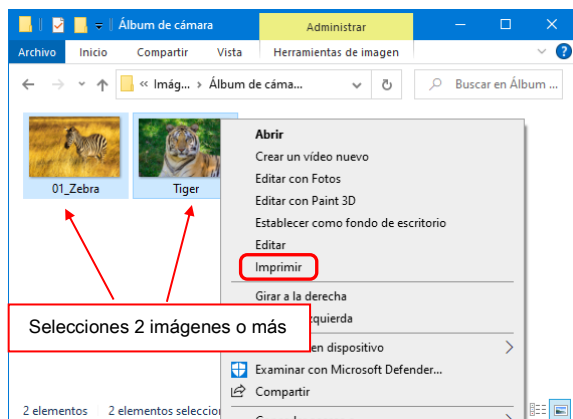 Álbum de cámara
Administrar
Archivo Inicio Compartir Vista Herramientas de imagen
« Imág... › Álbum de cáma... Buscar en Álbum ...
01_Zebra
Tiger
Abrir
Crear un vídeo nuevo
Editar con Fotos
Editar con Paint 3D
Establecer como fondo de escritorio
Editar
Imprimir
Girar a la derecha
Selecciones 2 imágenes o más
quierda
en dispositivo
Examinar con Microsoft Defender...
Compartir
2 elementos 2 elementos seleccion